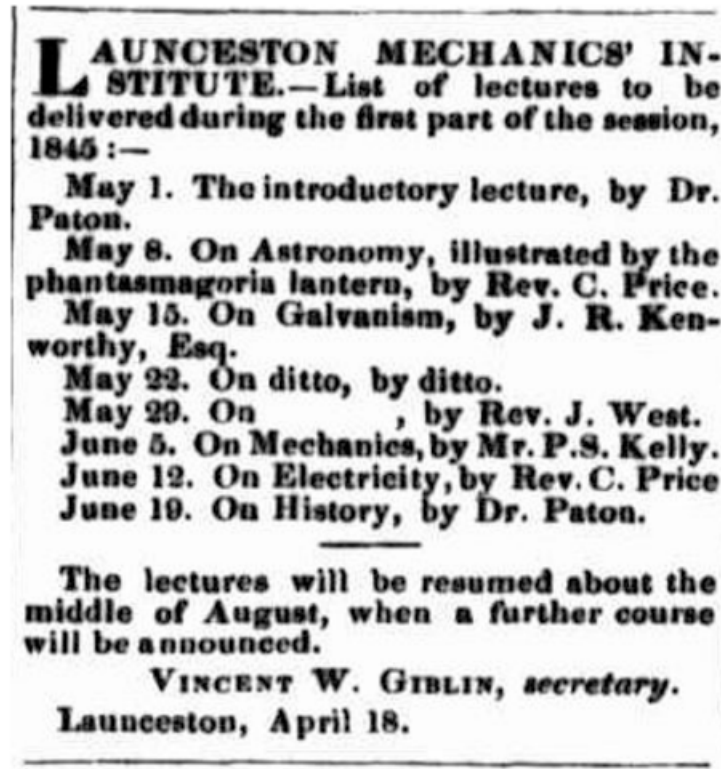 LAUNCESTON MECHANICS' IN-
STITUTE.—List of lectures to be
delivered during the first part of the session,
1845 :—
May 1. The introductory lecture, by Dr.
Paton.
May 8. On Astronomy, illustrated by the
phantasmagoria lantern, by Rev. C. Price.
May 15. On Galvanism, by J. R. Ken-
worthy, Esq.
May 22. On ditto, by ditto.
May 29. On , by Rev. J. West.
June 5. On Mechanics, by Mr. P.S. Kelly.
June 12. On Electricity, by Rev. C. Price
June 19. On History, by Dr. Paton.
The lectures will be resumed about the
middle of August, when a further course
will be announced.
VINCENT W. GIBLIN, secretary.
Launceston, April 18.